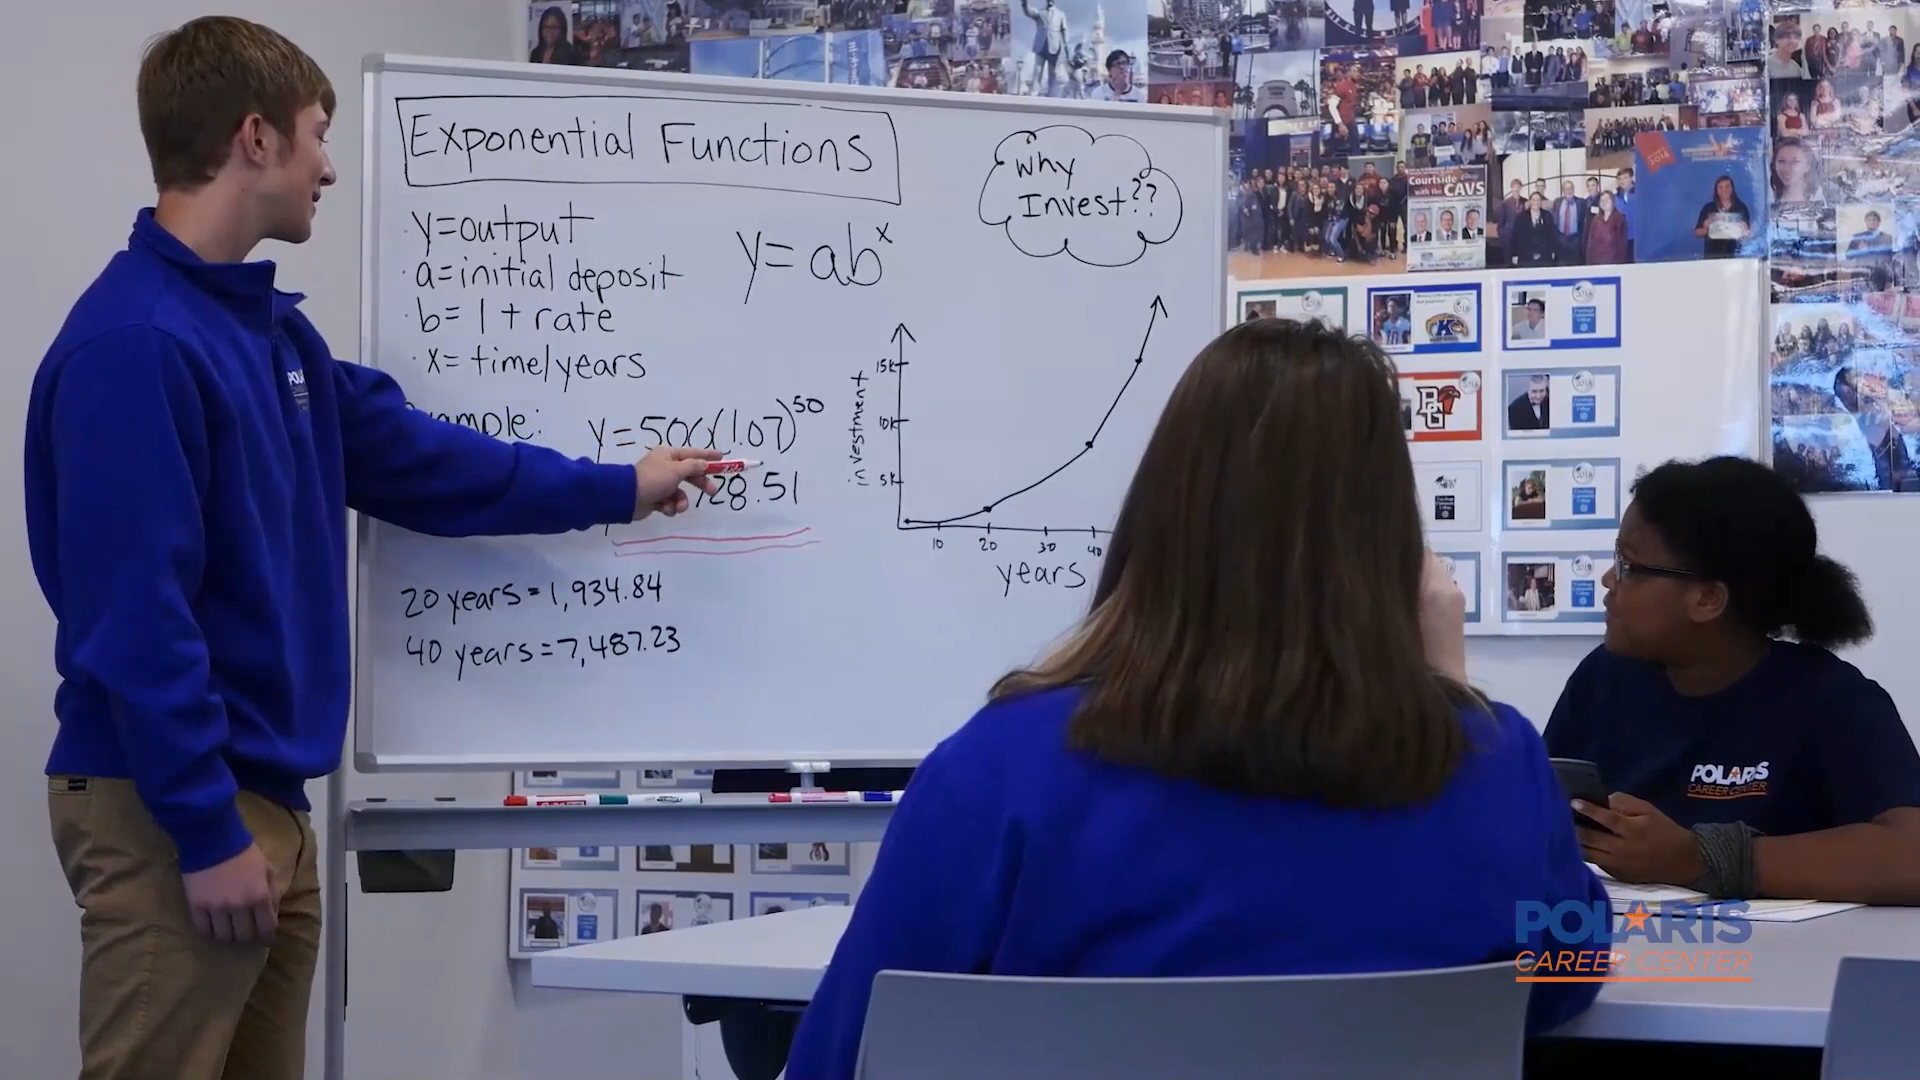 Exponential Functions
Why
Invest??
y=output
a=initial deposit
b=1+rate
x=time/years
y=ab^x
ample:
y=500(1.07)^50
28.51
20 years=1,934.84
40 years=7,487.23
15k
10k
5k
investment
10 20 30 40
years
Courtside
with the CAVS
POLARIS
CAREER CENTER
POLARIS
CAREER CENTER